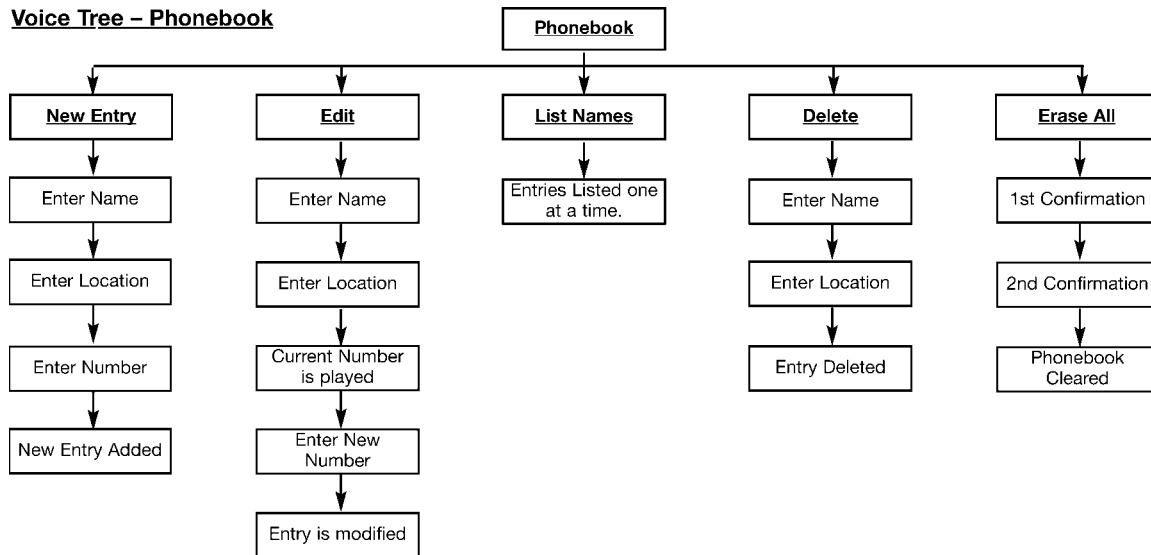 Voice Tree – Phonebook
Phonebook
New Entry
Enter Name
Enter Location
Enter Number
New Entry Added
Edit
Enter Name
Enter Location
Current Number
is played
Enter New
Number
Entry is modified
List Names
Entries Listed one
at a time.
Delete
Enter Name
Enter Location
Entry Deleted
Erase All
1st Confirmation
2nd Confirmation
Phonebook
Cleared